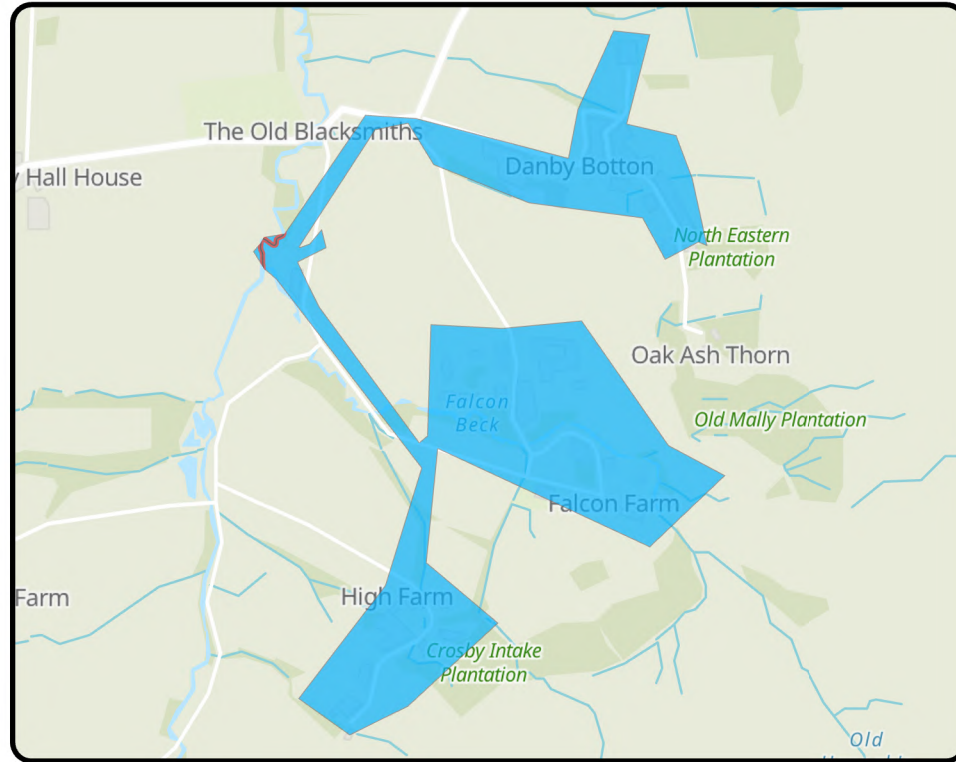 The Old Blacksmiths
Danby Botton
Hall House
North Eastern
Plantation
Oak Ash Thorn
Falcon
Beck
Old Mally Plantation
Falcon Farm
High Farm
Farm
Crosby Intake
Plantation
Old